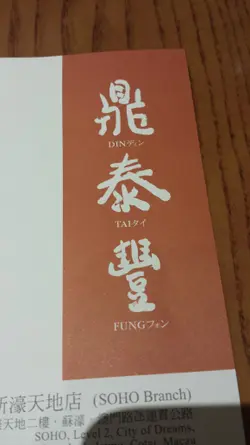 鼎
DINディン
泰
TAIタイ
豐
FUNGフォン
新濠天地店 (SOHO Branch)
天地二樓，蘇濠
SOHO, Level 2, City of Dreams,
Macau